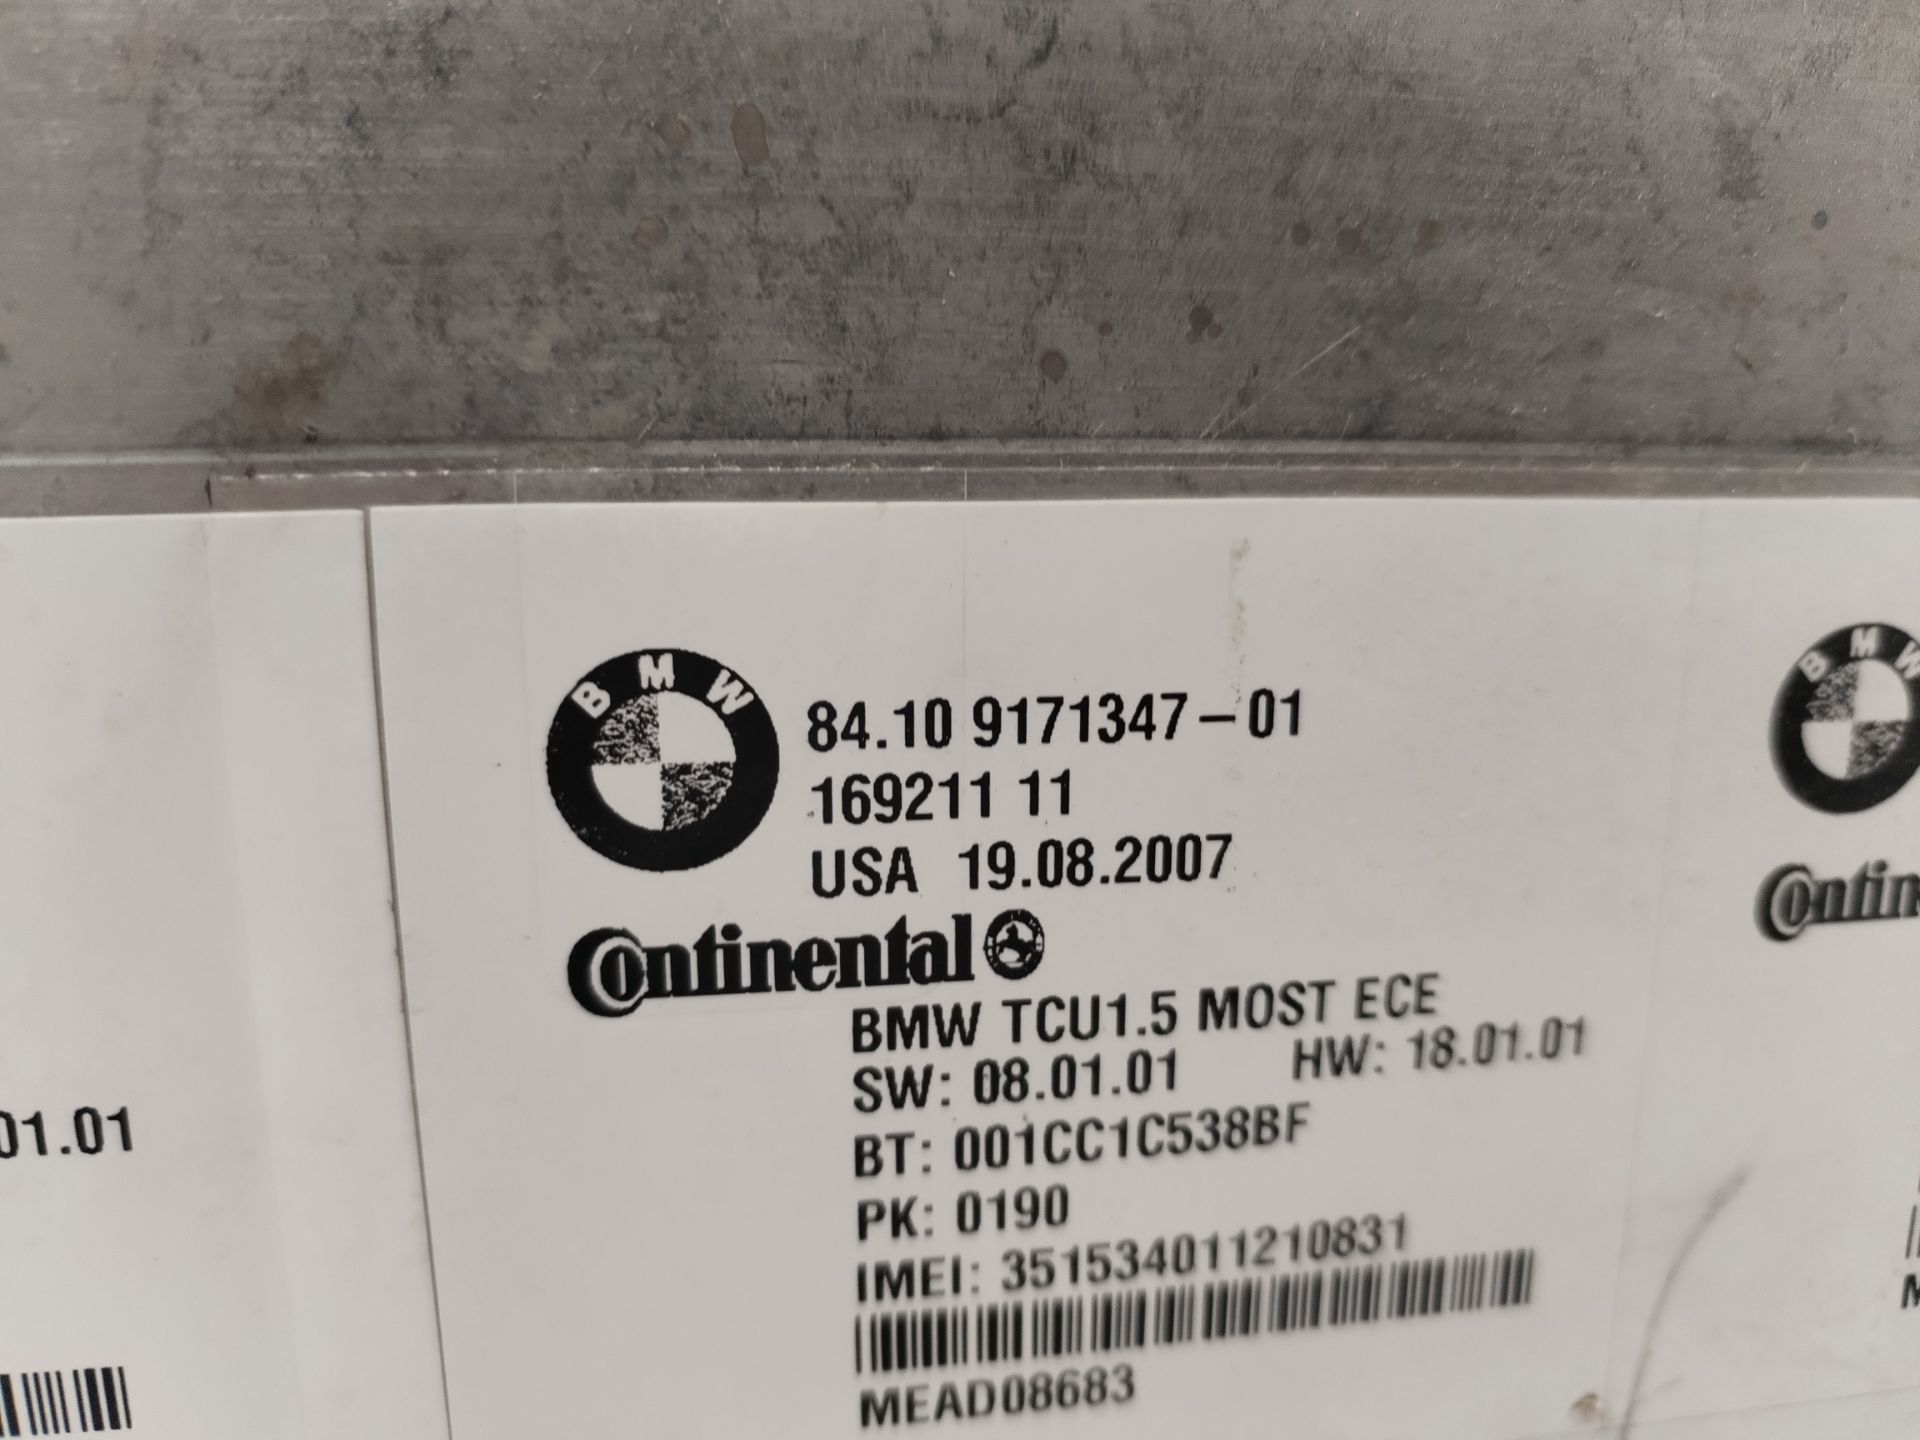 BMW
84.10 9171347-01
169211 11
USA 19.08.2007
Continental
BMW TCU1.5 MOST ECE
SW: 08.01.01 HW: 18.01.01
BT: 001CC1C538BF
PK: 0190
IMEI: 351534011210831
MEAD08683
01.01
BMW
Contin
M